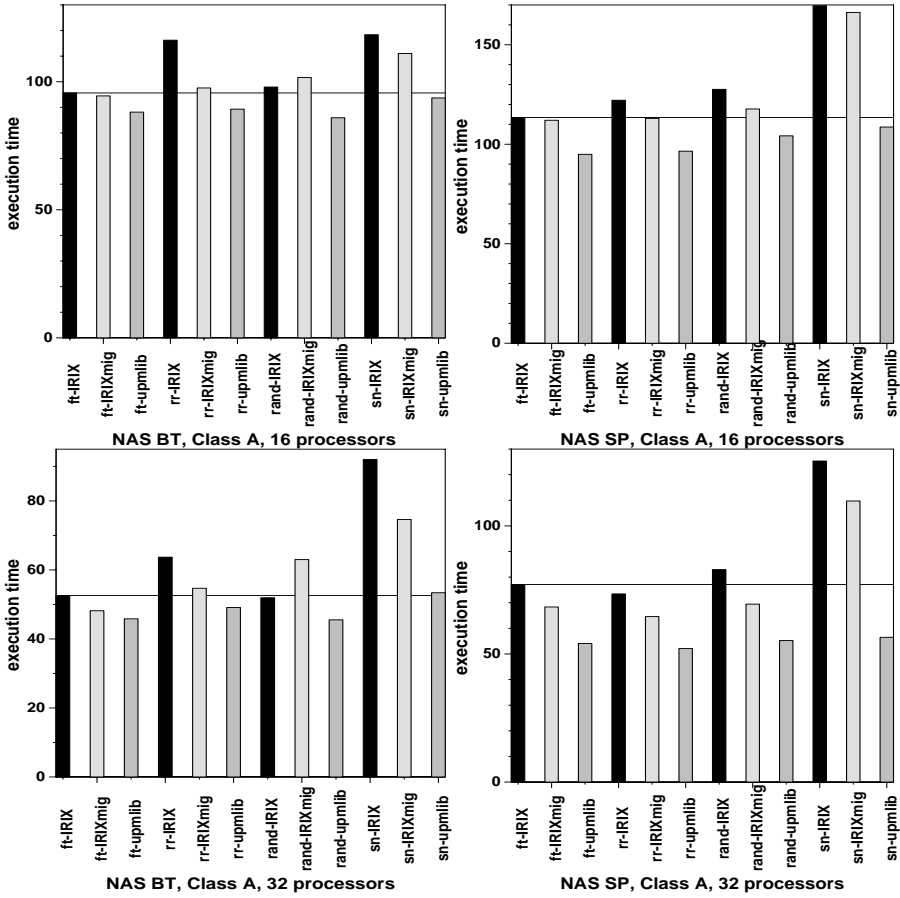 execution time
100
50
0
ft-IRIX
ft-IRIXmig
ft-upmlib
rr-IRIX
rr-IRIXmig
rr-upmlib
rand-IRIX
rand-IRIXmig
rand-upmlib
sn-IRIX
sn-IRIXmig
sn-upmlib
NAS BT, Class A, 16 processors
execution time
150
100
50
0
ft-IRIX
ft-IRIXmig
ft-upmlib
rr-IRIX
rr-IRIXmig
rr-upmlib
rand-IRIX
rand-IRIXmig
rand-upmlib
sn-IRIX
sn-IRIXmig
sn-upmlib
NAS SP, Class A, 16 processors
execution time
80
60
40
20
0
ft-IRIX
ft-IRIXmig
ft-upmlib
rr-IRIX
rr-IRIXmig
rr-upmlib
rand-IRIX
rand-IRIXmig
rand-upmlib
sn-IRIX
sn-IRIXmig
sn-upmlib
NAS BT, Class A, 32 processors
execution time
100
50
0
ft-IRIX
ft-IRIXmig
ft-upmlib
rr-IRIX
rr-IRIXmig
rr-upmlib
rand-IRIX
rand-IRIXmig
rand-upmlib
sn-IRIX
sn-IRIXmig
sn-upmlib
NAS SP, Class A, 32 processors